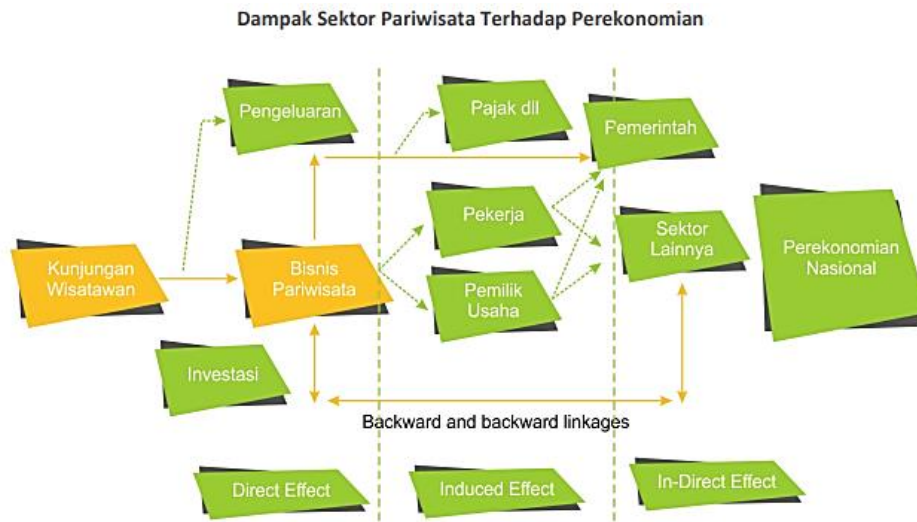 Dampak Sektor Pariwisata Terhadap Perekonomian
Pengeluaran
Pajak dll
Pemerintah
Pekerja
Sektor
Lainnya
Perekonomian
Nasional
Kunjungan
Wisatawan
Bisnis
Pariwisata
Pemilik
Usaha
Investasi
Backward and backward linkages
Direct Effect
Induced Effect
In-Direct Effect